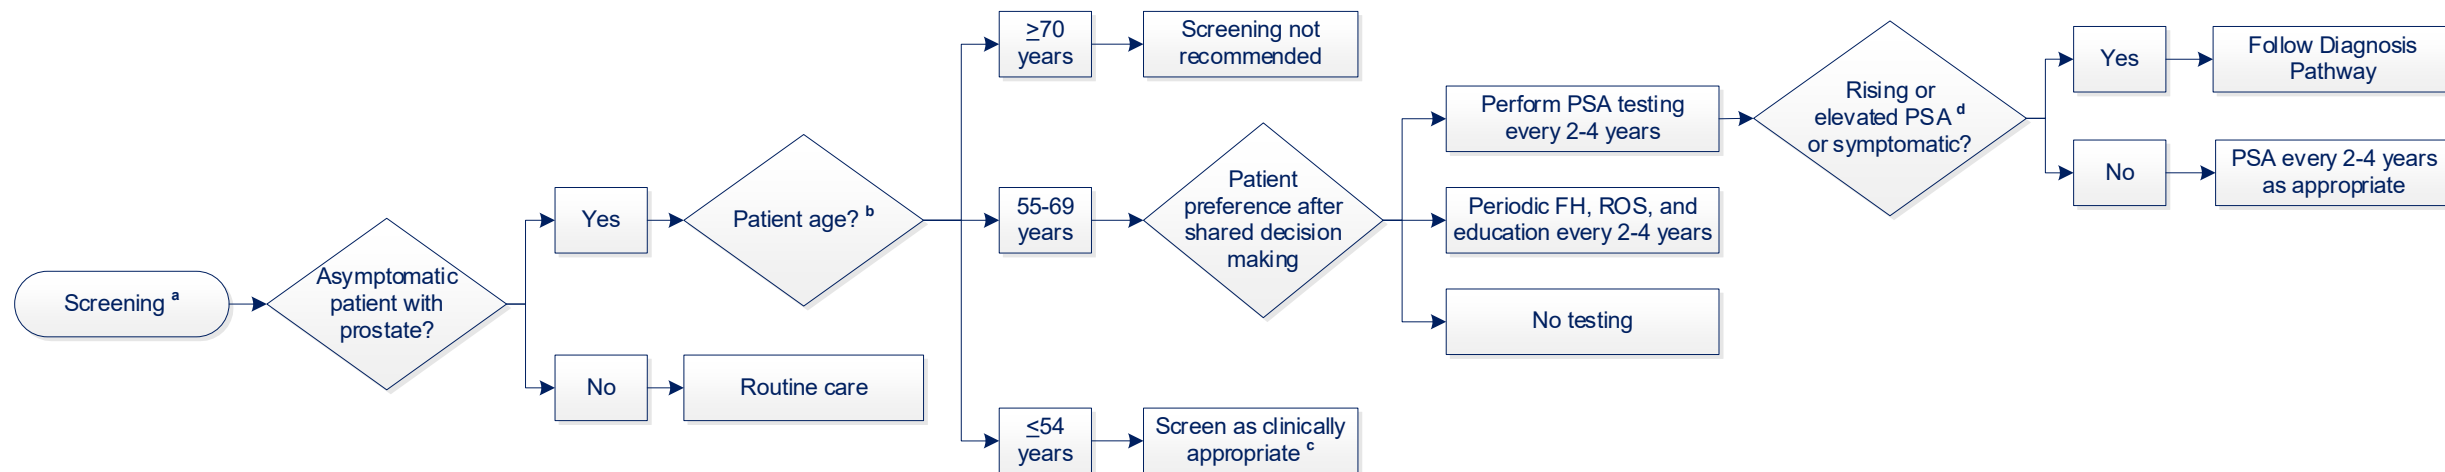 Screening a
Asymptomatic
patient with
prostate?
Yes
No
Routine care
Patient age? b
≥70
years
Screening not
recommended
55-69
years
Patient
preference after
shared decision
making
≤54
years
Screen as clinically
appropriate c
Perform PSA testing
every 2-4 years
Periodic FH, ROS, and
education every 2-4 years
No testing
Rising or
elevated PSA d
or symptomatic?
Yes
Follow Diagnosis
Pathway
No
PSA every 2-4 years
as appropriate